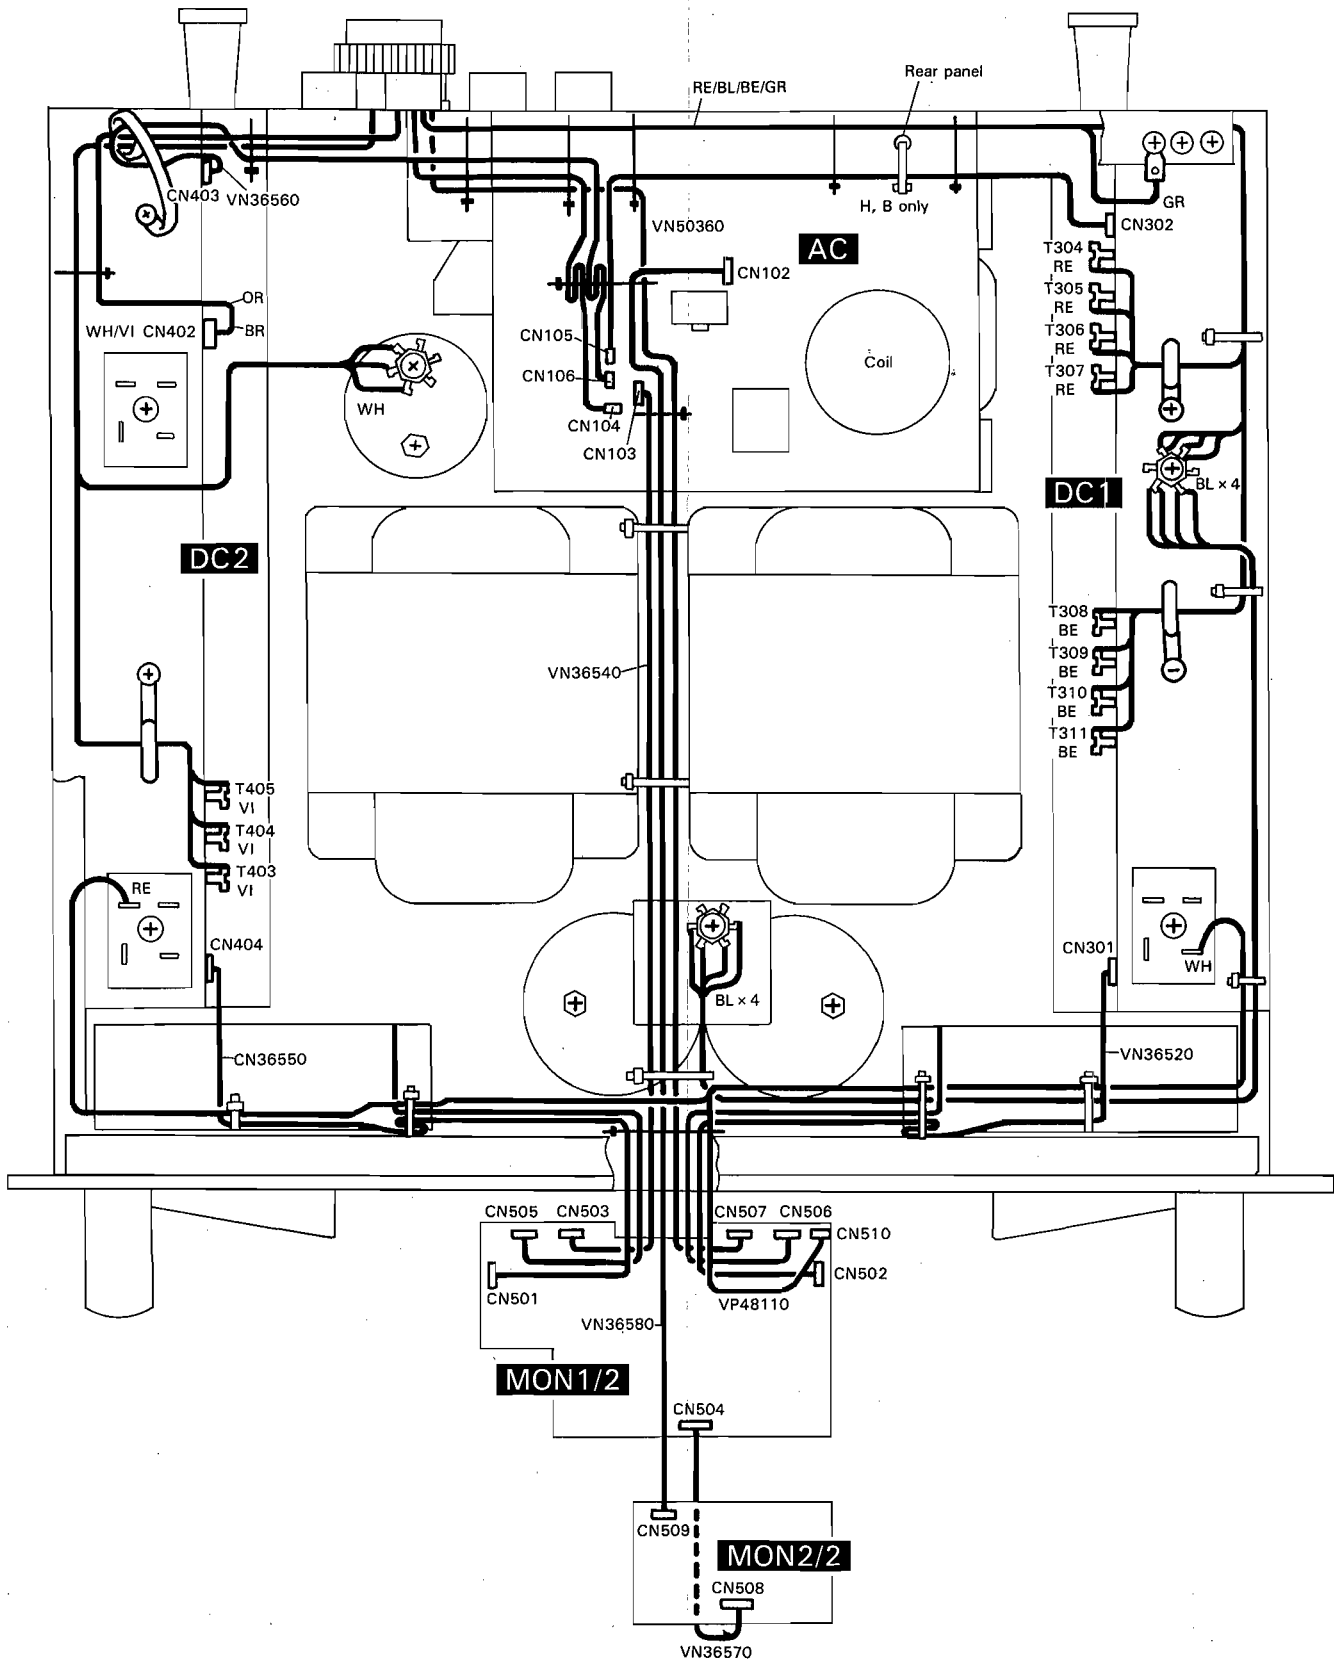 Rear panel
RE/BL/BE/GR
CN403
VN36560
H, B only
GR
VN50360
CN302
AC
T304
RE
CN102
T305
RE
OR
WH/VI CN402
BR
T306
RE
CN105
Coil
T307
RE
CN106
WH
CN104
CN103
DC1
BL × 4
DC2
T308
BE
T309
BE
VN36540
T310
BE
T311
BE
T405
VI
T404
VI
T403
VI
RE
CN404
CN301
WH
BL × 4
CN36550
VN36520
CN505
CN503
CN507
CN506
CN510
CN502
CN501
VP48110
VN36580
MON1/2
CN504
CN509
MON2/2
CN508
VN36570